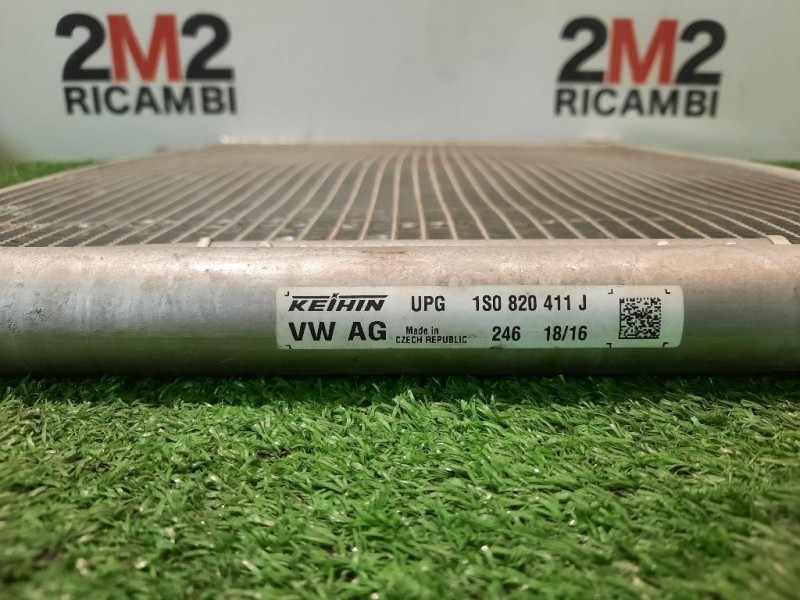 2M2
RICAMBI
2M2
RICAMBI
KEIHIN UPG 1S0 820 411 J
VW AG Made in CZECH REPUBLIC 246 18/16